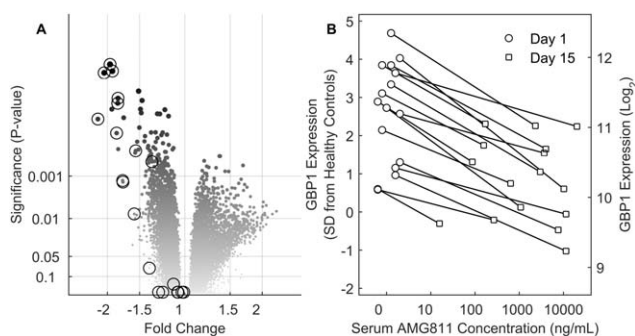 A
Significance (P-value)
0.001
0.01
0.05
0.1
-2
-1.5
1
1.5
2
Fold Change
B
Day 1
Day 15
GBP1 Expression
(SD from Healthy Controls)
5
4
3
2
1
0
-1
-2
0
10
100
1000
10000
Serum AMG811 Concentration (ng/mL)
12
11
10
9
GBP1 Expression (Log₂)